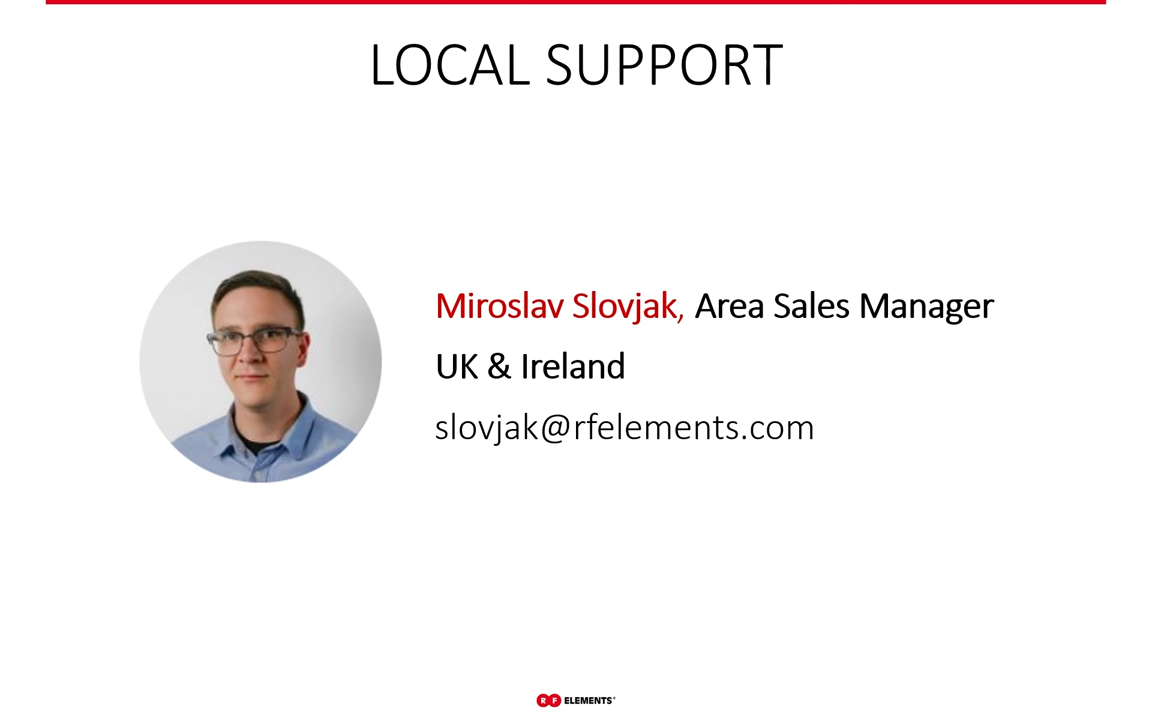 LOCAL SUPPORT
Miroslav Slovjak, Area Sales Manager
UK & Ireland
slovjak@rfelements.com
RF ELEMENTS®